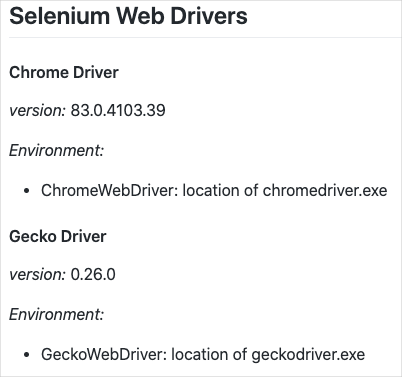 Selenium Web Drivers
Chrome Driver
version: 83.0.4103.39
Environment:
• ChromeWebDriver: location of chromedriver.exe
Gecko Driver
version: 0.26.0
Environment:
• GeckoWebDriver: location of geckodriver.exe